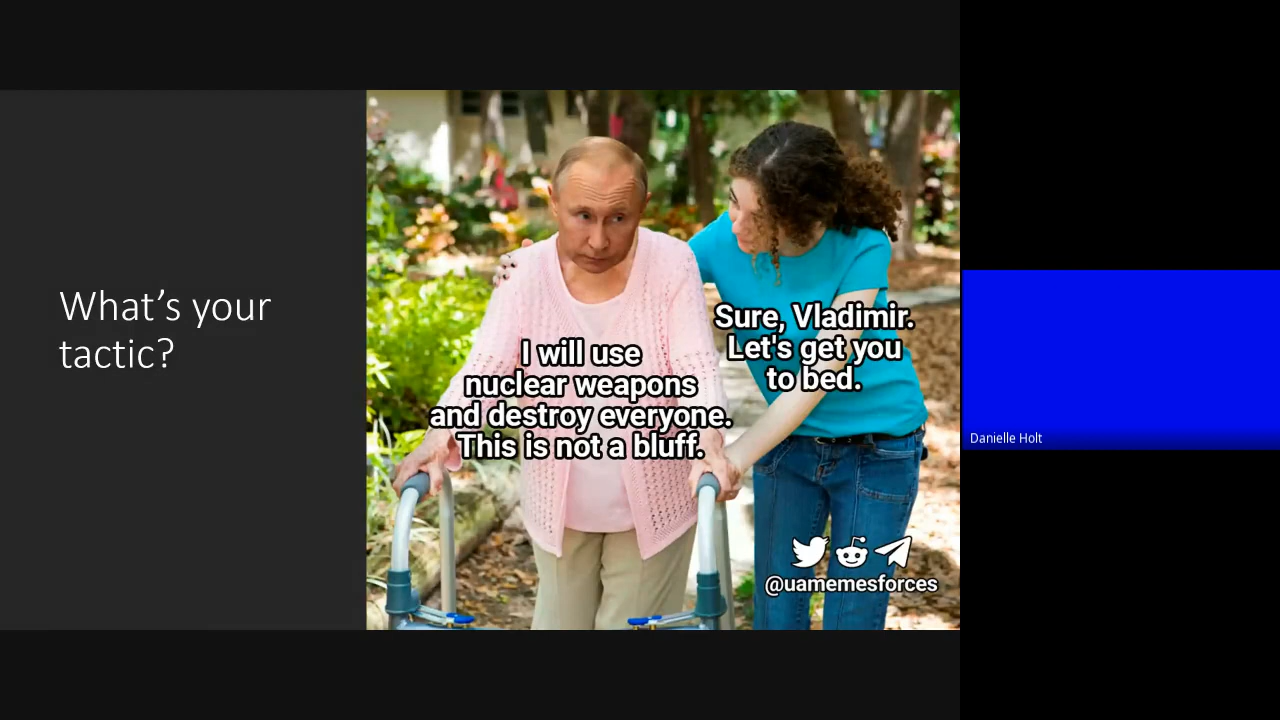 What’s your
tactic?
I will use
nuclear weapons
and destroy everyone.
This is not a bluff.
Sure, Vladimir.
Let's get you
to bed.
@uamemesforces
Danielle Holt